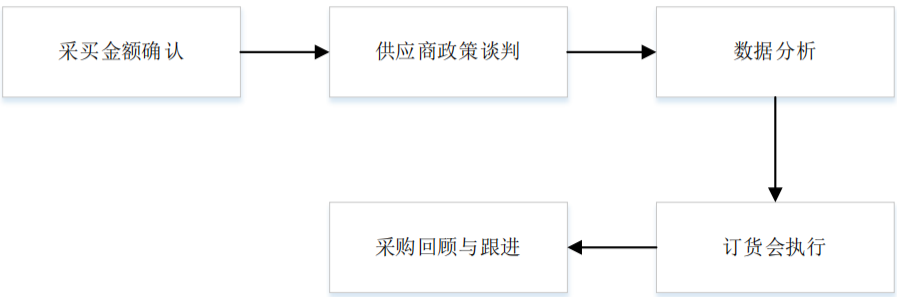 采买金额确认
供应商政策谈判
数据分析
订货会执行
采购回顾与跟进